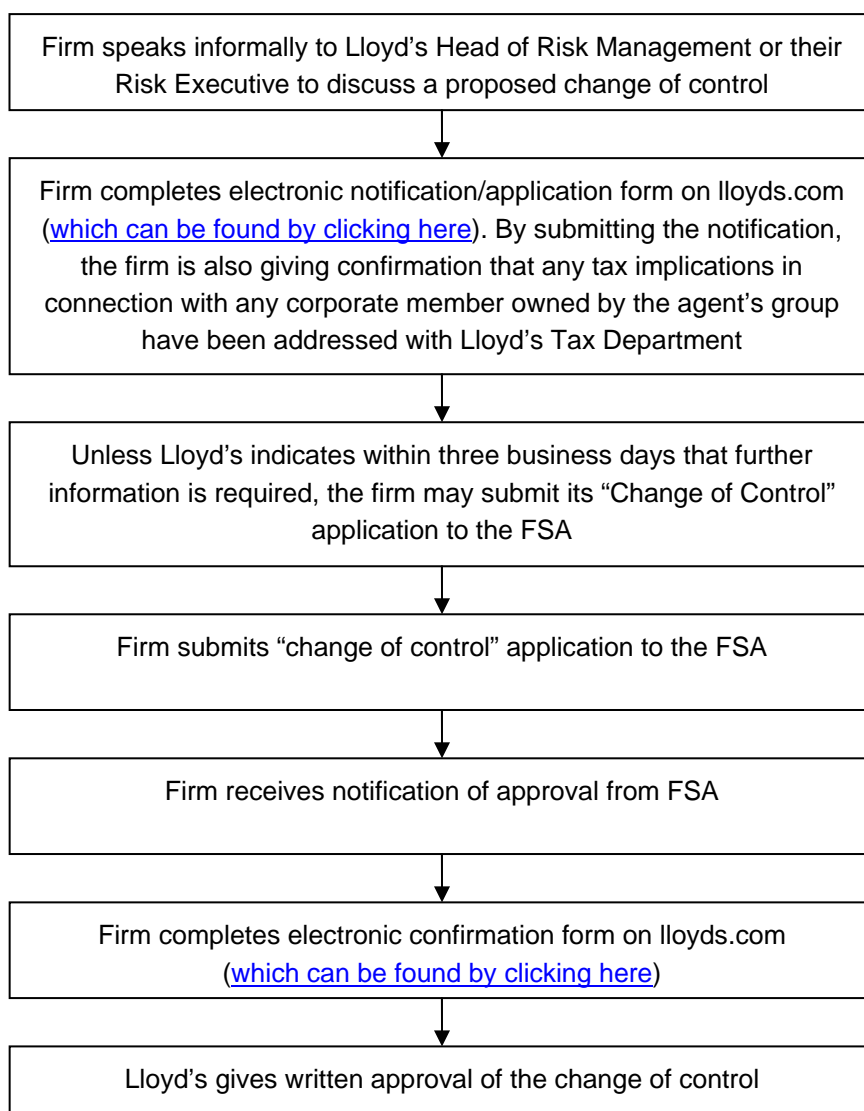 Firm speaks informally to Lloyd’s Head of Risk Management or their
Risk Executive to discuss a proposed change of control
Firm completes electronic notification/application form on lloyds.com
(which can be found by clicking here). By submitting the notification,
the firm is also giving confirmation that any tax implications in
connection with any corporate member owned by the agent’s group
have been addressed with Lloyd’s Tax Department
Unless Lloyd’s indicates within three business days that further
information is required, the firm may submit its “Change of Control”
application to the FSA
Firm submits “change of control” application to the FSA
Firm receives notification of approval from FSA
Firm completes electronic confirmation form on lloyds.com
(which can be found by clicking here)
Lloyd’s gives written approval of the change of control